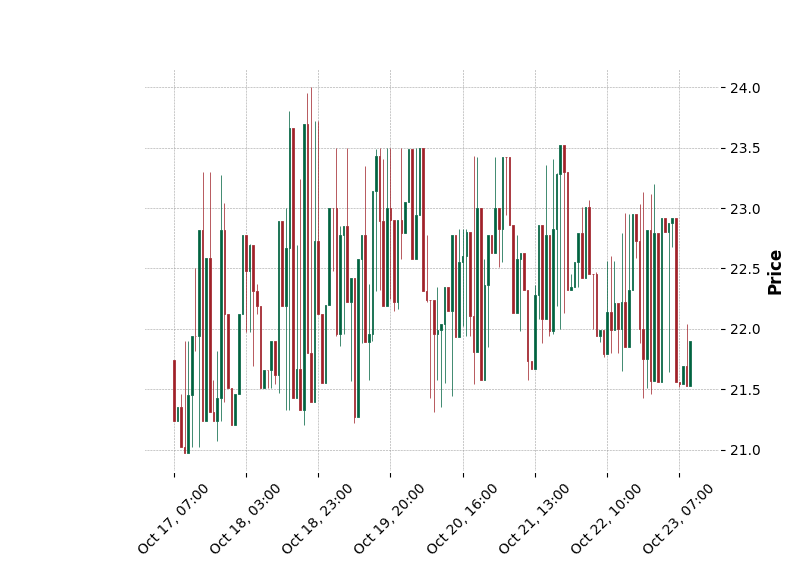 24.0
23.5
23.0
22.5
22.0
21.5
21.0
Price
Oct 17, 07:00
Oct 18, 03:00
Oct 18, 23:00
Oct 19, 20:00
Oct 20, 16:00
Oct 21, 13:00
Oct 22, 10:00
Oct 23, 07:00